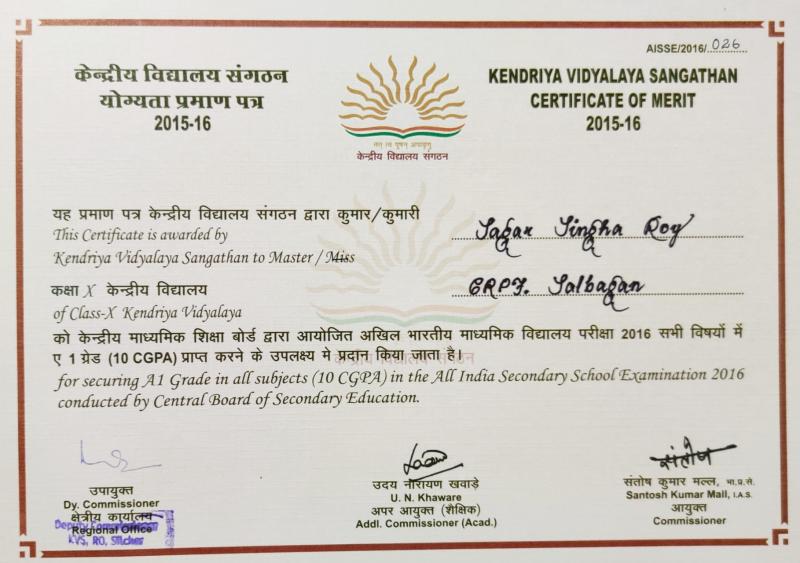 AISSE/2016/ 026
केन्द्रीय विद्यालय संगठन
योग्यता प्रमाण पत्र
2015-16
तत् त्वं पूषन् अपावृणु
केन्द्रीय विद्यालय संगठन
KENDRIYA VIDYALAYA SANGATHAN
CERTIFICATE OF MERIT
2015-16
यह प्रमाण पत्र केन्द्रीय विद्यालय संगठन द्वारा कुमार/कुमारी
This Certificate is awarded by
Kendriya Vidyalaya Sangathan to Master / Miss
Sagar Singha Roy
कक्षा X केन्द्रीय विद्यालय
of Class-X Kendriya Vidyalaya
CRPF. Salbagan
को केन्द्रीय माध्यमिक शिक्षा बोर्ड द्वारा आयोजित अखिल भारतीय माध्यमिक विद्यालय परीक्षा 2016 सभी विषयों में
ए 1 ग्रेड (10 CGPA) प्राप्त करने के उपलक्ष्य मे प्रदान किया जाता है।
केन्द्रीय विद्यालय संगठन
for securing A1 Grade in all subjects (10 CGPA) in the All India Secondary School Examination 2016
conducted by Central Board of Secondary Education.
उपायुक्त
Dy. Commissioner
क्षेत्रीय कार्यालय
Regional Office
Deputy Commissioner
KVS, RO, Silchar
उदय नारायण खवाड़े
U. N. Khaware
अपर आयुक्त (शैक्षिक)
Addl. Commissioner (Acad.)
संतोष
संतोष कुमार मल्ल, भा.प्र.से.
Santosh Kumar Mall, I.A.S.
आयुक्त
Commissioner